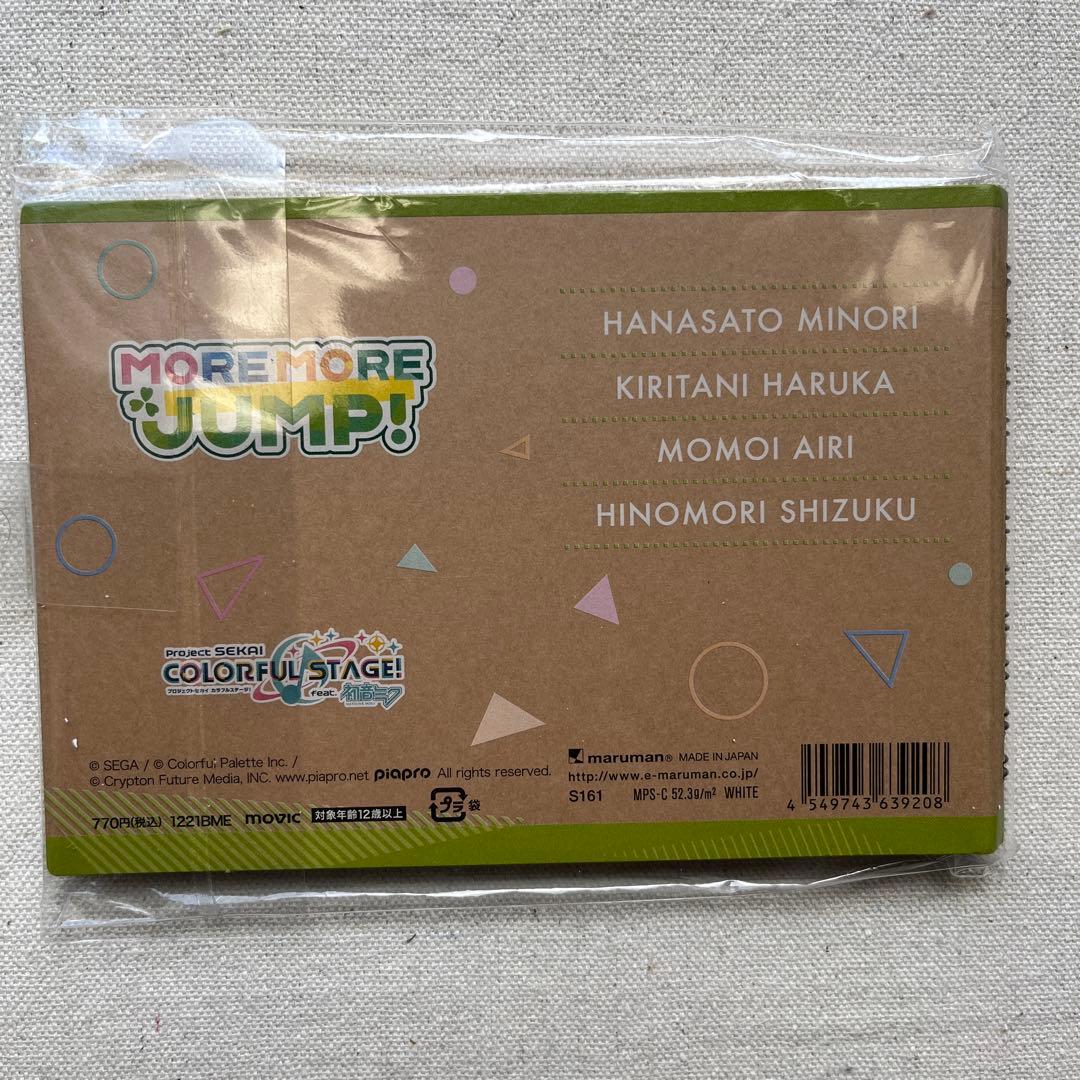 MORE MORE
JUMP!
HANASATO MINORI
KIRITANI HARUKA
MOMOI AIRI
HINOMORI SHIZUKU
Project SEKAI
COLORFUL STAGE!
プロジェクトセカイ カラフルステージ!
feat. 初音ミク
HATSUNE MIKU
© SEGA / © Colorful Palette Inc. /
© Crypton Future Media, INC. www.piapro.net piapro All rights reserved.
770円(税込) 1221BME movic 対象年齢12歳以上
プラ 袋
maruman® MADE IN JAPAN
http://www.e-maruman.co.jp/
S161 MPS-C 52.3g/m² WHITE
4 549743 639208